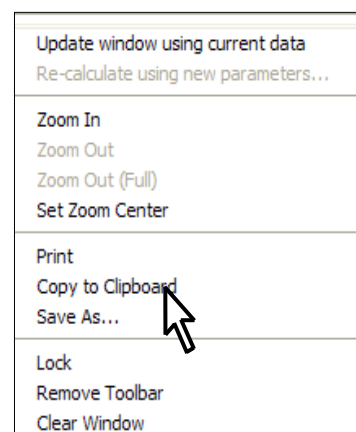 Update window using current data
Re-calculate using new parameters...
Zoom In
Zoom Out
Zoom Out (Full)
Set Zoom Center
Print
Copy to Clipboard
Save As...
Lock
Remove Toolbar
Clear Window